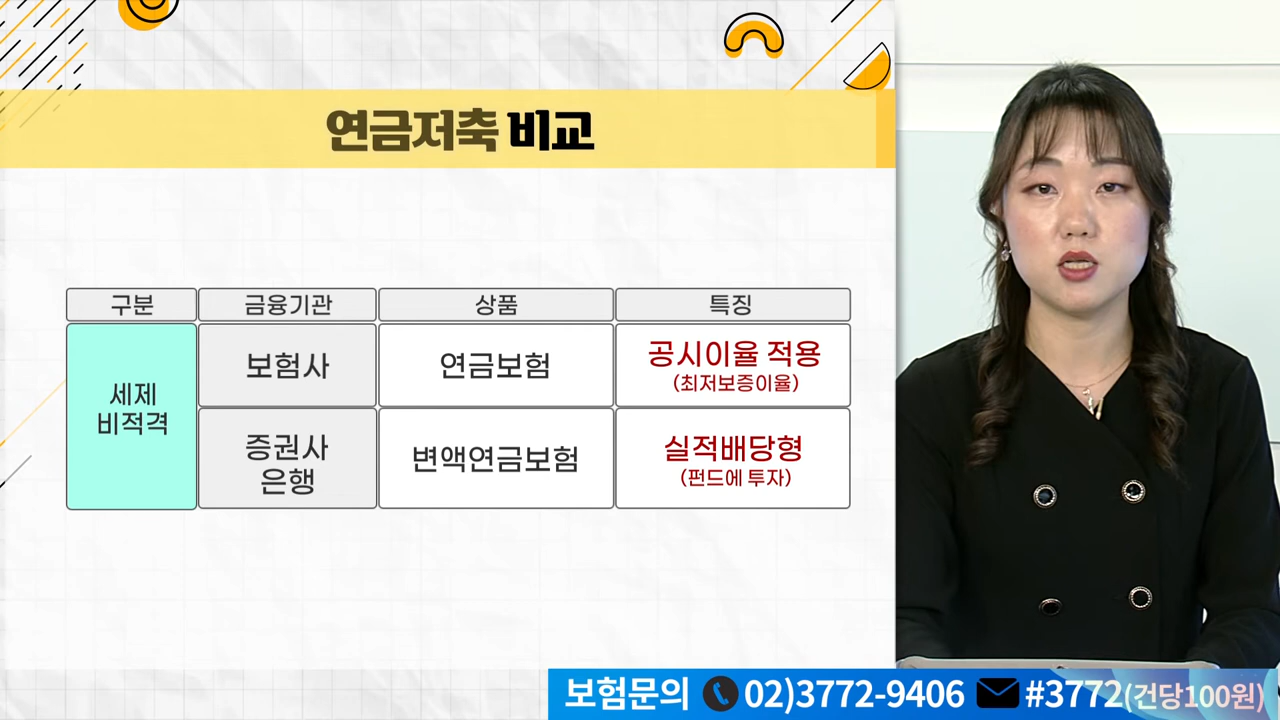 연금저축 비교
구분 금융기관 상품 특징
세제
비적격
보험사 연금보험 공시이율 적용
(최저보증이율)
증권사
은행
변액연금보험 실적배당형
(펀드에 투자)
보험문의 02)3772-9406 #3772(건당100원)